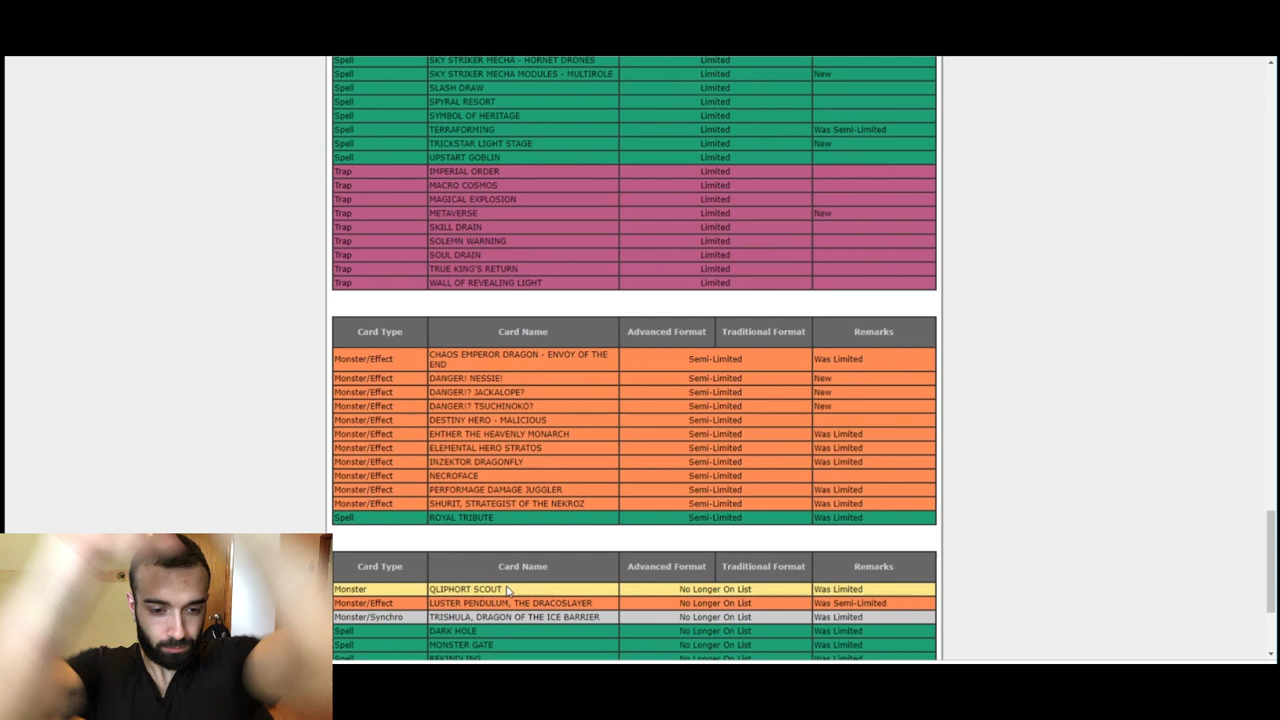 Spell SKY STRIKER MECHA - HORNET DRONES Limited
Spell SKY STRIKER MECHA MODULES - MULTIROLE Limited New
Spell SLASH DRAW Limited
Spell SPYRAL RESORT Limited
Spell SYMBOL OF HERITAGE Limited
Spell TERRAFORMING Limited Was Semi-Limited
Spell TRICKSTAR LIGHT STAGE Limited New
Spell UPSTART GOBLIN Limited
Trap IMPERIAL ORDER Limited
Trap MACRO COSMOS Limited
Trap MAGICAL EXPLOSION Limited
Trap METAVERSE Limited New
Trap SKILL DRAIN Limited
Trap SOLEMN WARNING Limited
Trap SOUL DRAIN Limited
Trap TRUE KING'S RETURN Limited
Trap WALL OF REVEALING LIGHT Limited
Card Type Card Name Advanced Format Traditional Format Remarks
Monster/Effect CHAOS EMPEROR DRAGON - ENVOY OF THE
END Semi-Limited Was Limited
Monster/Effect DANGER! NESSIE! Semi-Limited New
Monster/Effect DANGER!? JACKALOPE? Semi-Limited New
Monster/Effect DANGER!? TSUCHINOKO? Semi-Limited New
Monster/Effect DESTINY HERO - MALICIOUS Semi-Limited
Monster/Effect EHTHER THE HEAVENLY MONARCH Semi-Limited Was Limited
Monster/Effect ELEMENTAL HERO STRATOS Semi-Limited Was Limited
Monster/Effect INZEKTOR DRAGONFLY Semi-Limited Was Limited
Monster/Effect NECROFACE Semi-Limited
Monster/Effect PERFORMAGE DAMAGE JUGGLER Semi-Limited Was Limited
Monster/Effect SHURIT, STRATEGIST OF THE NEKROZ Semi-Limited Was Limited
Spell ROYAL TRIBUTE Semi-Limited Was Limited
Card Type Card Name Advanced Format Traditional Format Remarks
Monster QLIPHORT SCOUT No Longer On List Was Limited
Monster/Effect LUSTER PENDULUM, THE DRACOSLAYER No Longer On List Was Semi-Limited
Monster/Synchro TRISHULA, DRAGON OF THE ICE BARRIER No Longer On List Was Limited
Spell DARK HOLE No Longer On List Was Limited
Spell MONSTER GATE No Longer On List Was Limited
Spell REKINDLING No Longer On List Was Limited